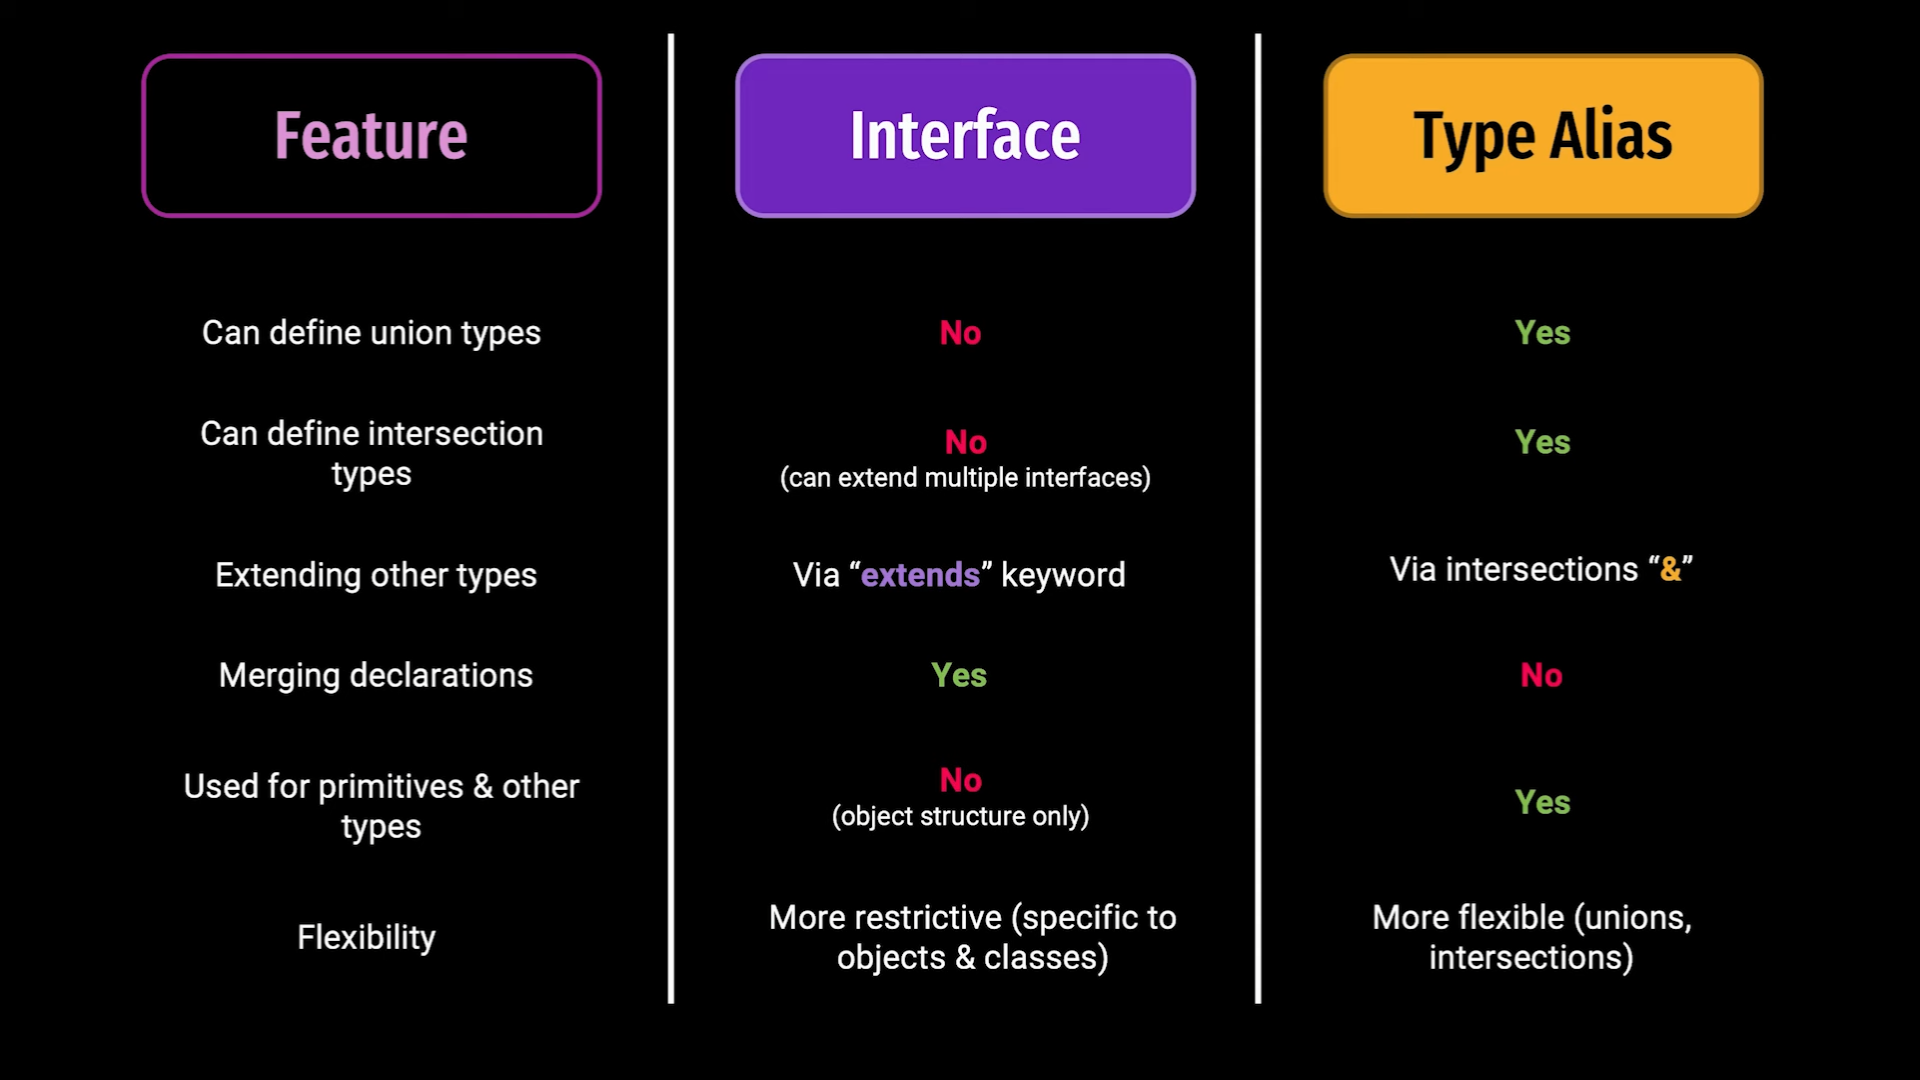 Feature
Interface
Type Alias
Can define union types
No
Yes
Can define intersection
types
No
(can extend multiple interfaces)
Yes
Extending other types
Via “extends” keyword
Via intersections “&”
Merging declarations
Yes
No
Used for primitives & other
types
No
(object structure only)
Yes
Flexibility
More restrictive (specific to
objects & classes)
More flexible (unions,
intersections)